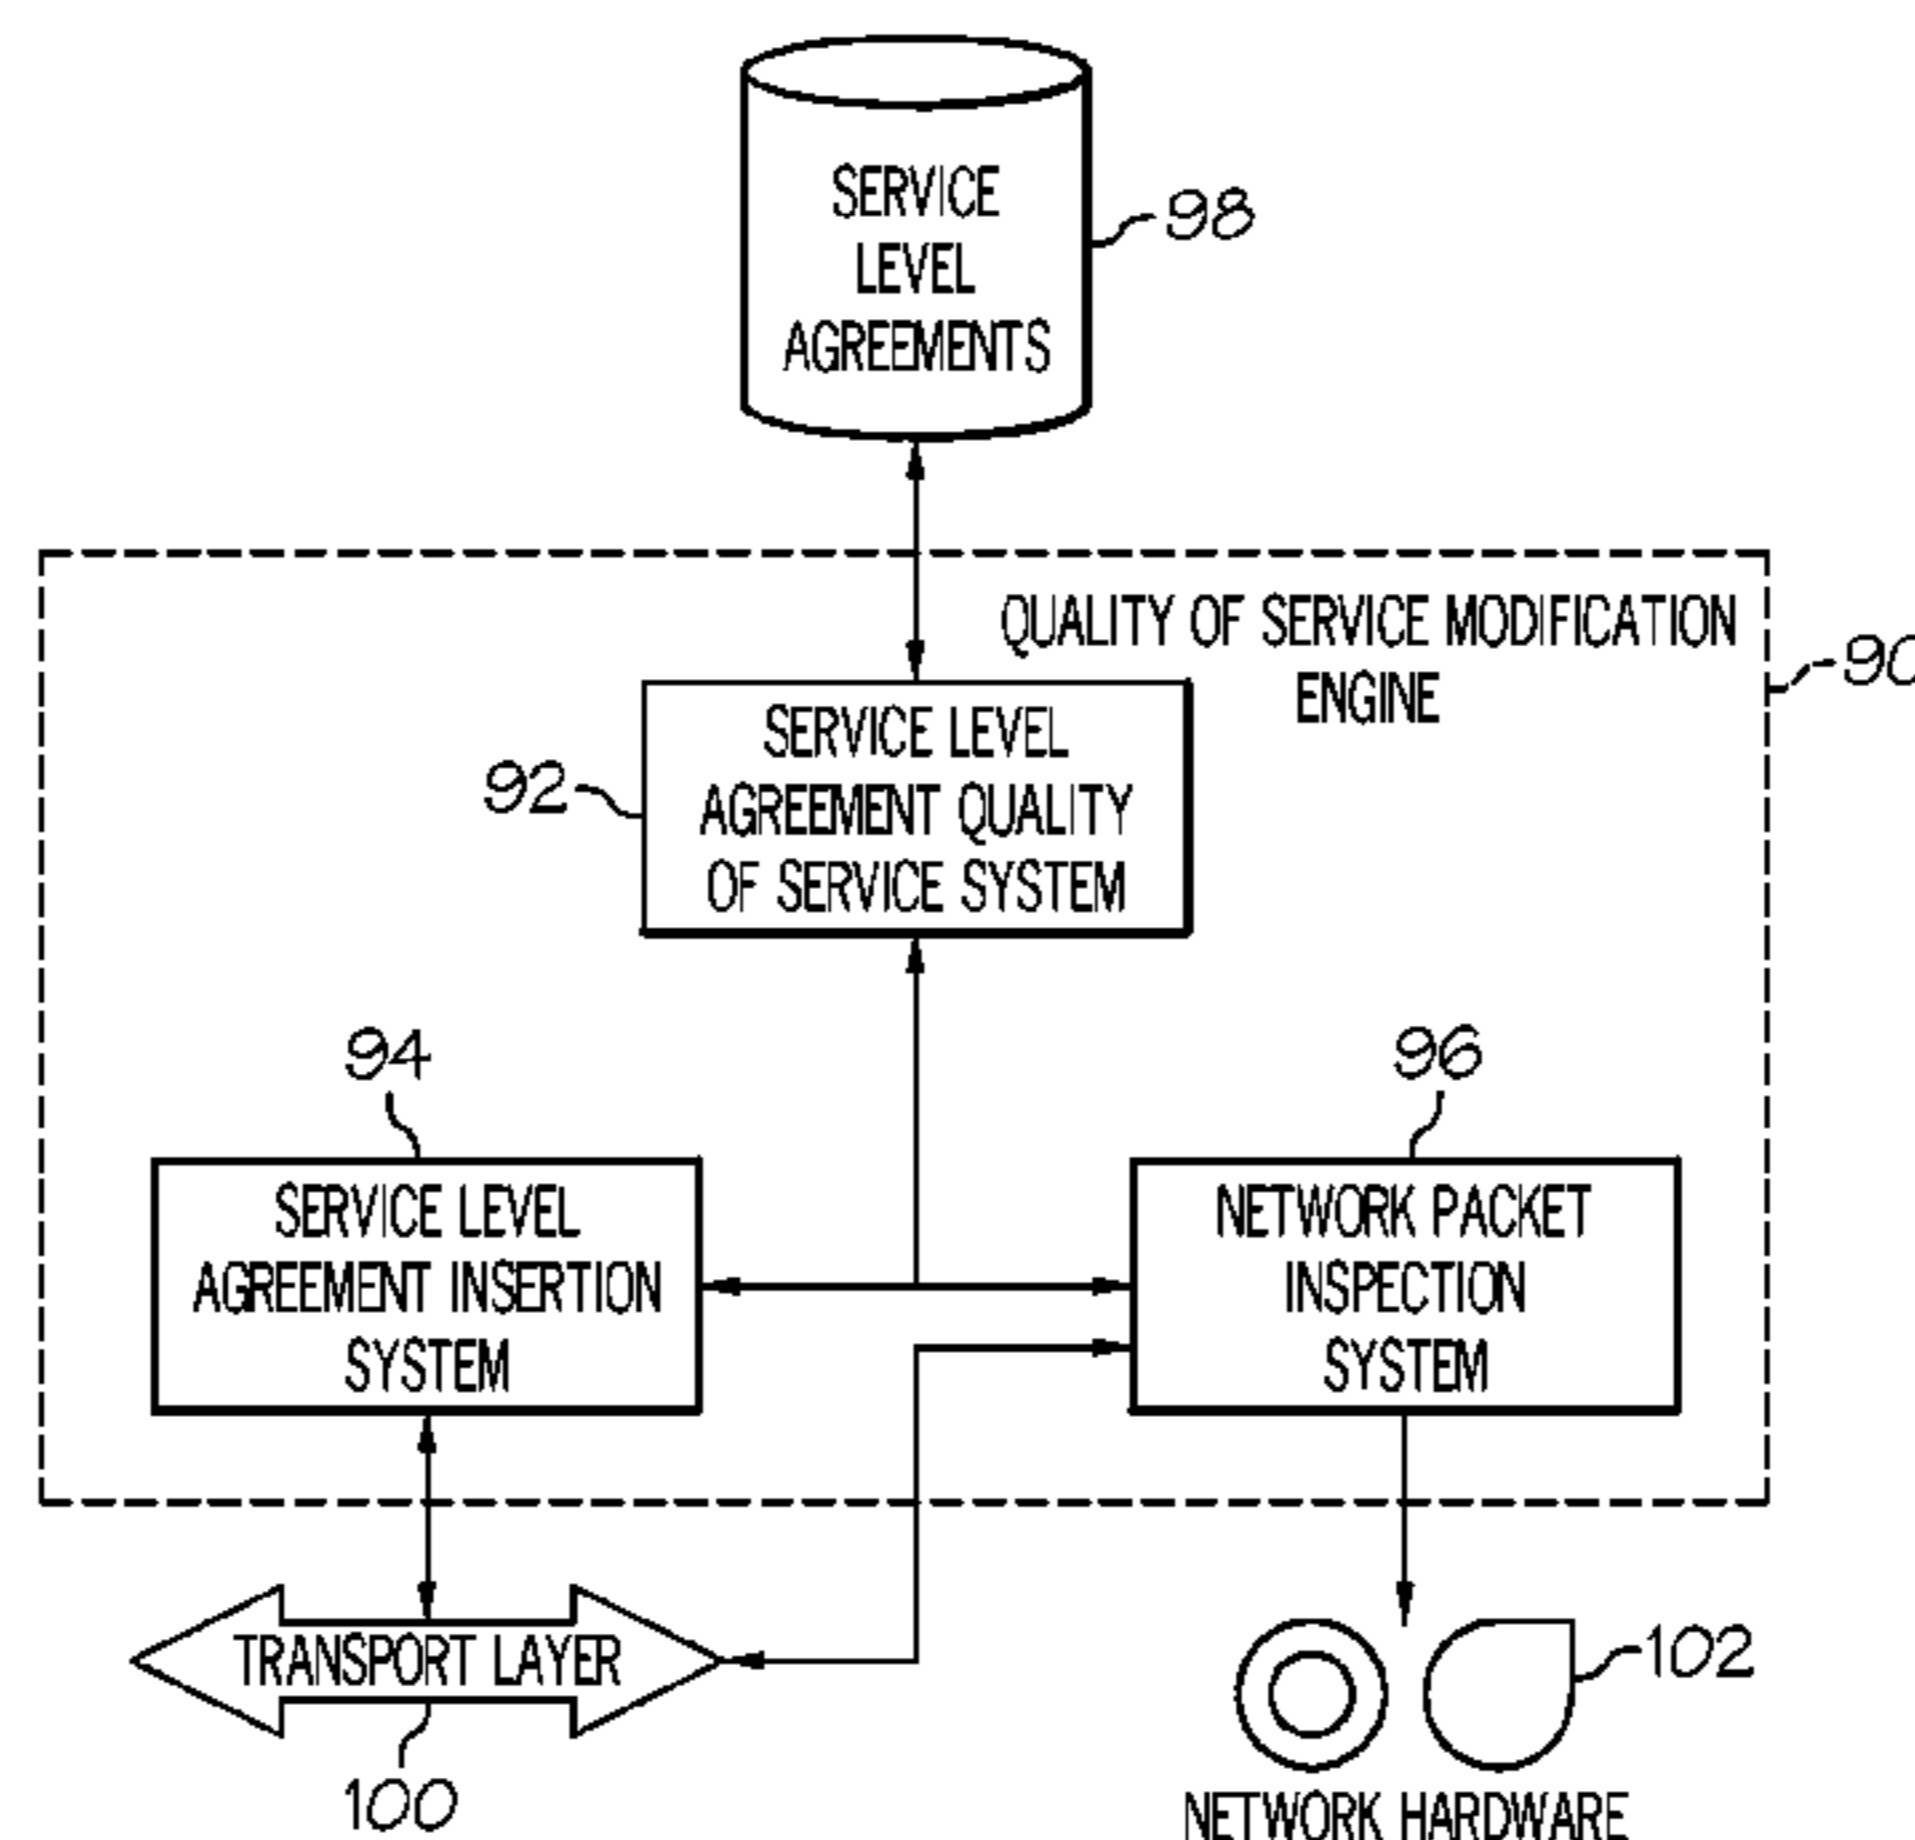 SERVICE
LEVEL
AGREEMENTS
98
QUALITY OF SERVICE MODIFICATION
ENGINE
90
SERVICE LEVEL
AGREEMENT QUALITY
OF SERVICE SYSTEM
92
94
96
SERVICE LEVEL
AGREEMENT INSERTION
SYSTEM
NETWORK PACKET
INSPECTION
SYSTEM
TRANSPORT LAYER
100
102
NETWORK HARDWARE